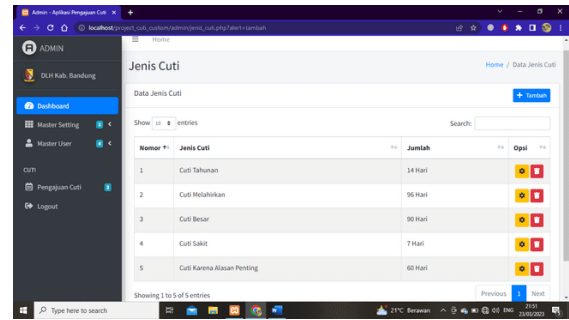 Admin - Aplikasi Pengajuan Cuti
localhost/project_cuti_custom/admin/jenis_cuti.php?alert=tambah
ADMIN
Home
DLH Kab. Bandung
Jenis Cuti
Home / Data Jenis Cuti
Dashboard
Master Setting
Master User
CUTI
Pengajuan Cuti
Logout
Data Jenis Cuti
+ Tambah
Show 10 entries
Search:
Nomor Jenis Cuti Jumlah Opsi
1 Cuti Tahunan 14 Hari
2 Cuti Melahirkan 96 Hari
3 Cuti Besar 90 Hari
4 Cuti Sakit 7 Hari
5 Cuti Karena Alasan Penting 60 Hari
Showing 1 to 5 of 5 entries
Previous 1 Next
Type here to search
21°C Berawan
ENG
21:51
23/01/2023